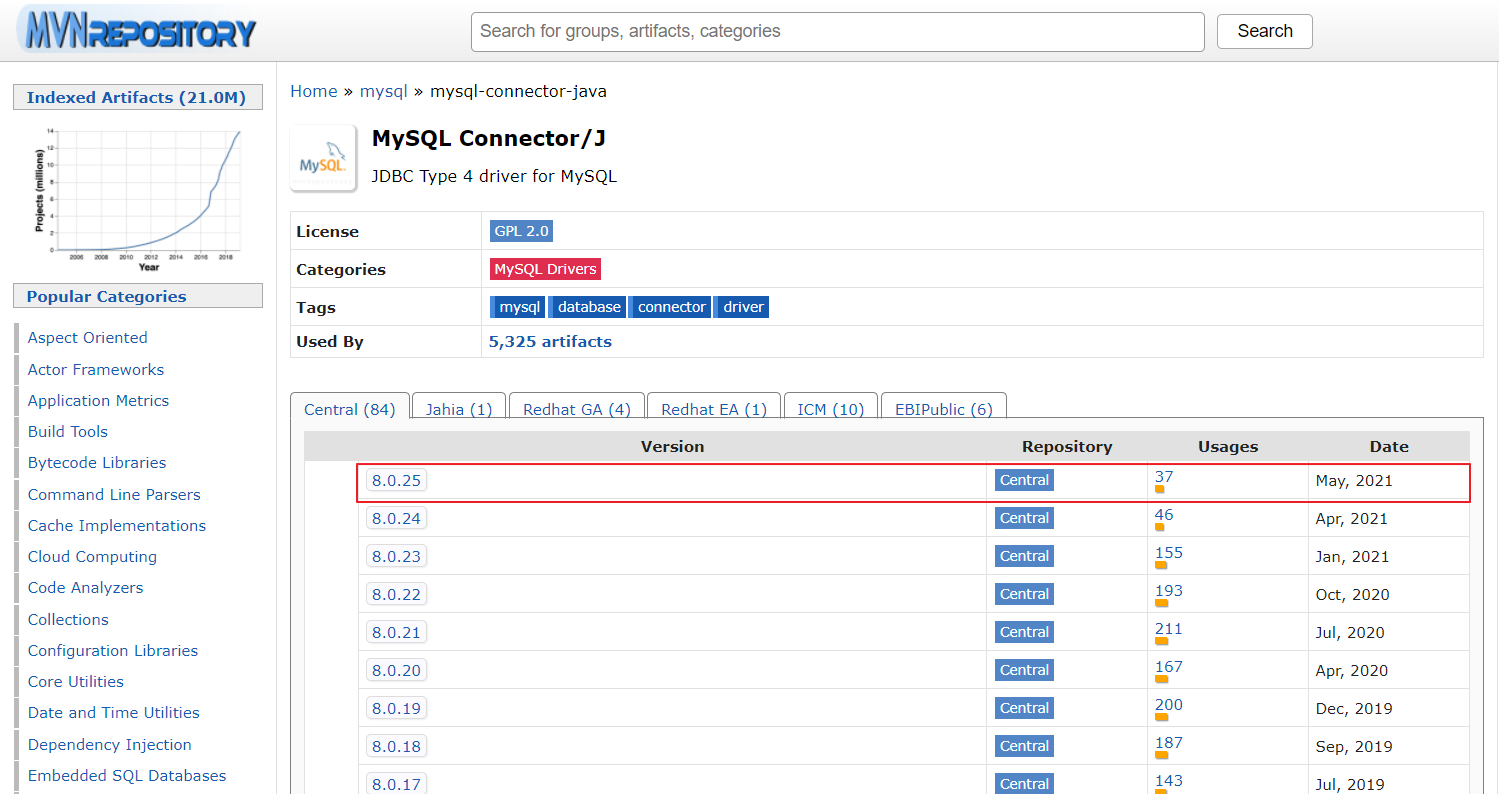 MVNREPOSITORY
Search for groups, artifacts, categories
Search
Indexed Artifacts (21.0M)
Projects (millions)
14
12
10
8
6
4
2
0
2006 2008 2010 2012 2014 2016 2018
Year
Popular Categories
Aspect Oriented
Actor Frameworks
Application Metrics
Build Tools
Bytecode Libraries
Command Line Parsers
Cache Implementations
Cloud Computing
Code Analyzers
Collections
Configuration Libraries
Core Utilities
Date and Time Utilities
Dependency Injection
Embedded SQL Databases
Home » mysql » mysql-connector-java
MySQL.
MySQL Connector/J
JDBC Type 4 driver for MySQL
License GPL 2.0
Categories MySQL Drivers
Tags mysql database connector driver
Used By 5,325 artifacts
Central (84) Jahia (1) Redhat GA (4) Redhat EA (1) ICM (10) EBIPublic (6)
Version Repository Usages Date
8.0.25 Central 37 May, 2021
8.0.24 Central 46 Apr, 2021
8.0.23 Central 155 Jan, 2021
8.0.22 Central 193 Oct, 2020
8.0.21 Central 211 Jul, 2020
8.0.20 Central 167 Apr, 2020
8.0.19 Central 200 Dec, 2019
8.0.18 Central 187 Sep, 2019
8.0.17 Central 143 Jul, 2019